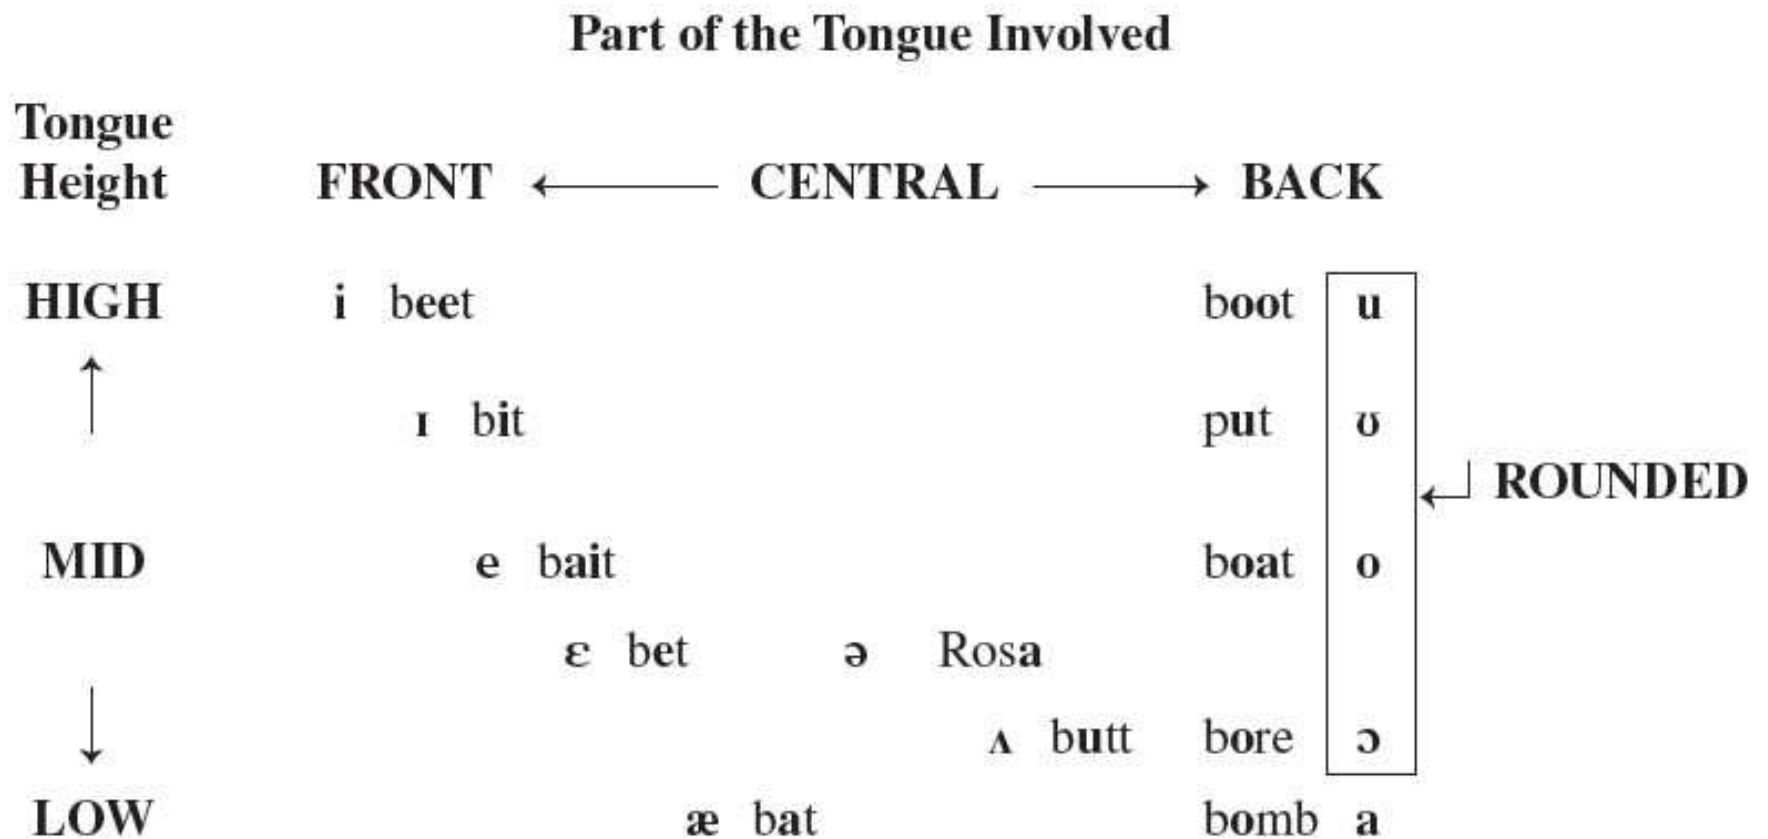 Part of the Tongue Involved
Tongue
Height FRONT ← CENTRAL → BACK
HIGH i beet boot u
ɪ bit put ʊ
ROUNDED
MID e bait boat o
ɛ bet ə Rosa
ʌ butt bore ɔ
LOW æ bat bomb a